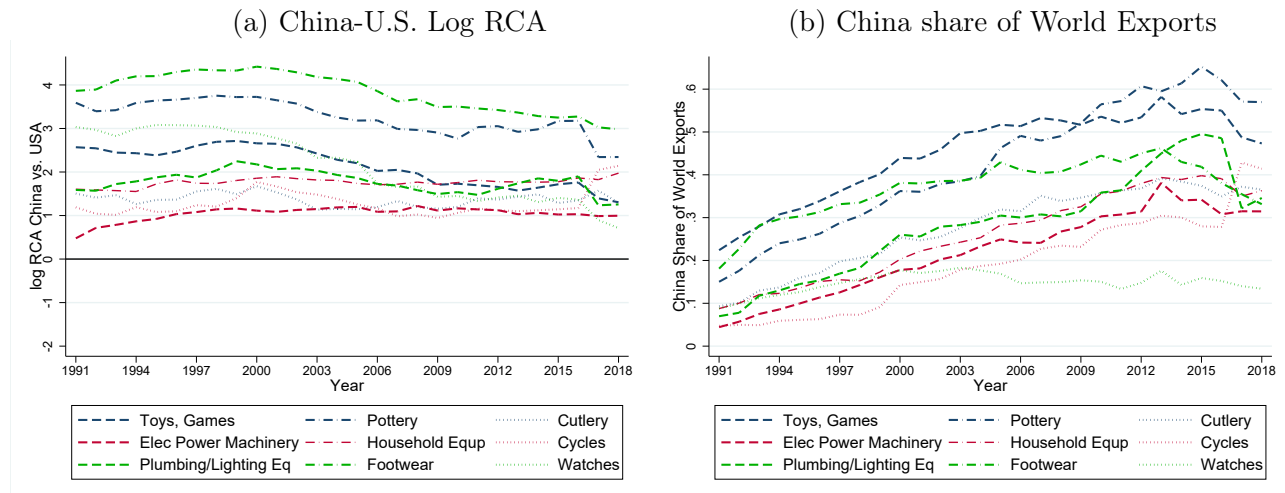 (a) China-U.S. Log RCA
log RCA China vs. USA
4
3
2
1
0
-1
-2
1991 1994 1997 2000 2003 2006 2009 2012 2015 2018
Year
Toys, Games Pottery Cutlery
Elec Power Machinery Household Equp Cycles
Plumbing/Lighting Eq Footwear Watches
(b) China share of World Exports
China Share of World Exports
.6
.5
.4
.3
.2
.1
0
1991 1994 1997 2000 2003 2006 2009 2012 2015 2018
Year
Toys, Games Pottery Cutlery
Elec Power Machinery Household Equp Cycles
Plumbing/Lighting Eq Footwear Watches